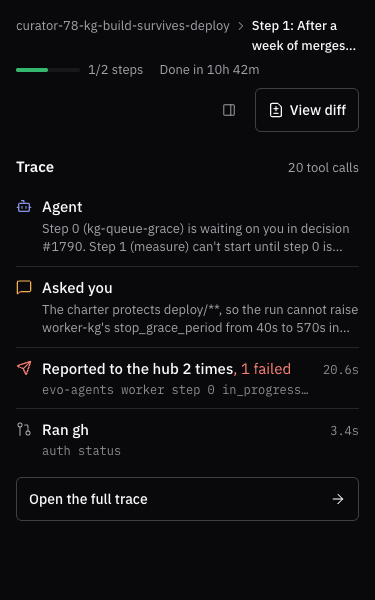 curator-78-kg-build-survives-deploy > Step 1: After a
week of merges…
1/2 steps Done in 10h 42m
View diff
Trace 20 tool calls
Agent
Step 0 (kg-queue-grace) is waiting on you in decision
#1790. Step 1 (measure) can't start until step 0 is…
Asked you
The charter protects deploy/**, so the run cannot raise
worker-kg's stop_grace_period from 40s to 570s in…
Reported to the hub 2 times, 1 failed 20.6s
evo-agents worker step 0 in_progress…
Ran gh 3.4s
auth status
Open the full trace